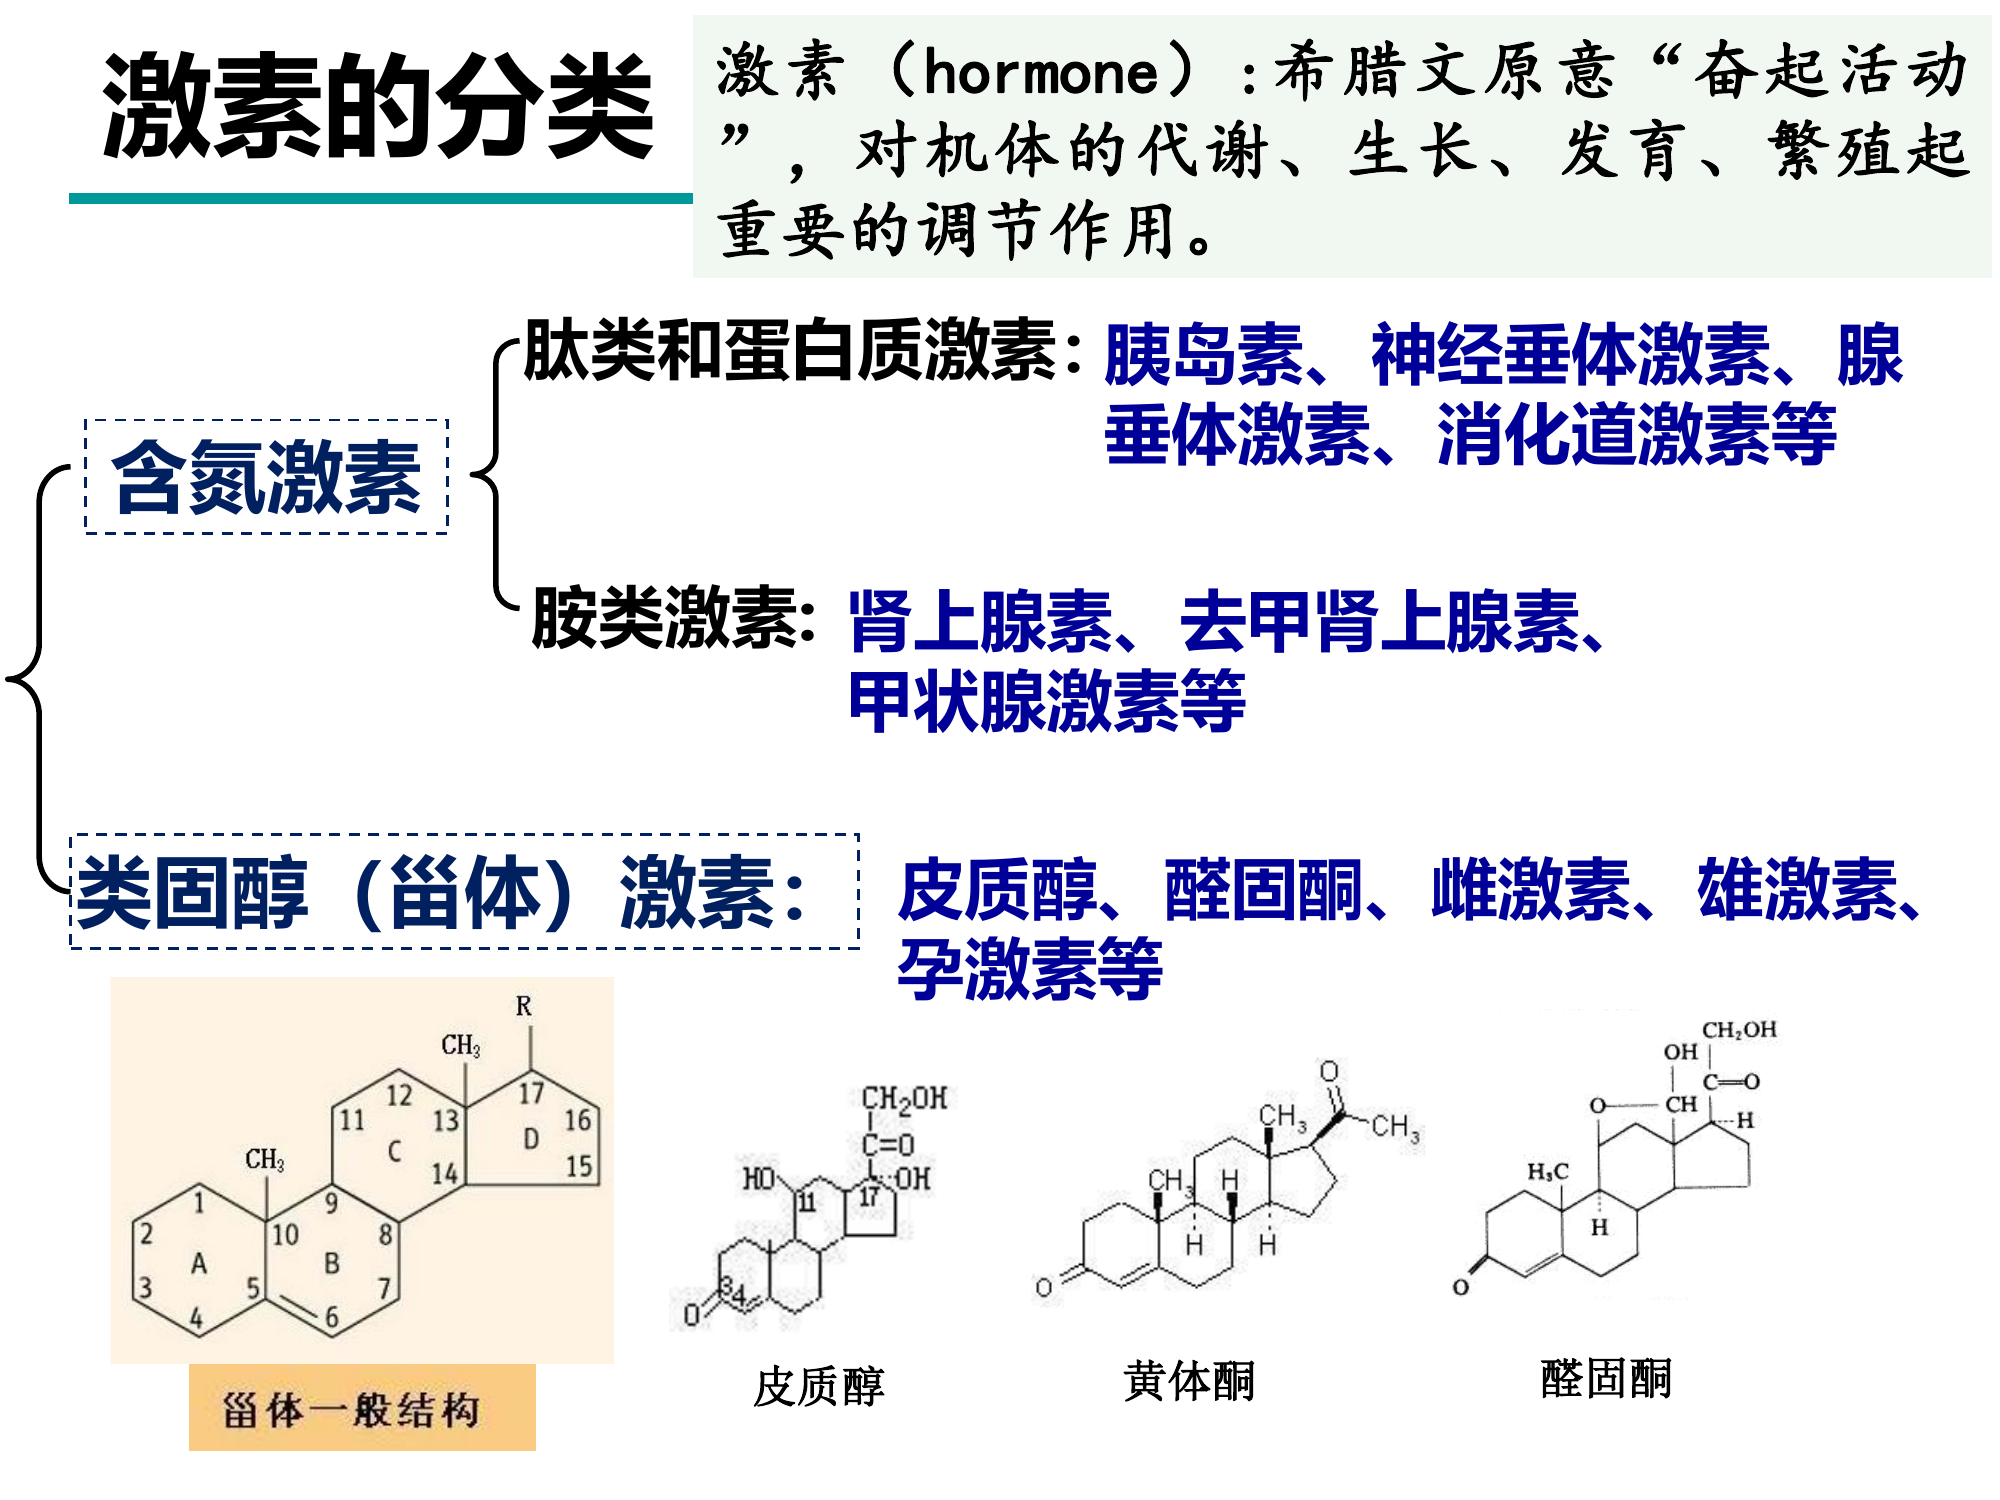 激素的分类
激素（hormone）:希腊文原意“奋起活动
”，对机体的代谢、生长、发育、繁殖起
重要的调节作用。
肽类和蛋白质激素：
胰岛素、神经垂体激素、腺
垂体激素、消化道激素等
含氮激素
胺类激素:
肾上腺素、去甲肾上腺素、
甲状腺激素等
类固醇（甾体）激素：
皮质醇、醛固酮、雌激素、雄激素、
孕激素等
R
CH₃
12
17
11
13
16
C
D
CH₃
14
15
1
9
2
10
8
A
B
3
5
7
4
6
甾体一般结构
CH₂OH
C=O
HO
OH
11
17
3
4
O
皮质醇
O
CH₃
CH₃
CH₃
H
H
H
O
黄体酮
CH₂OH
OH
C=O
O
CH
H
H₃C
H
O
醛固酮